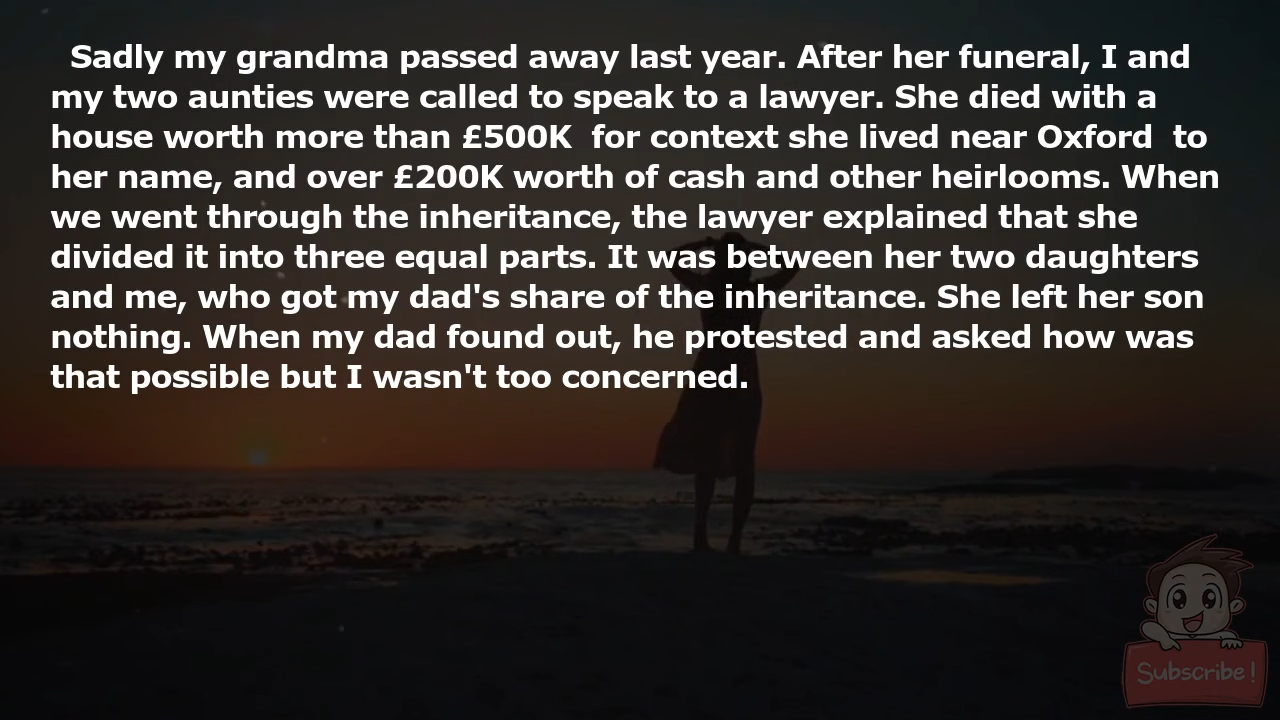 Sadly my grandma passed away last year. After her funeral, I and
my two aunties were called to speak to a lawyer. She died with a
house worth more than £500K  for context she lived near Oxford  to
her name, and over £200K worth of cash and other heirlooms. When
we went through the inheritance, the lawyer explained that she
divided it into three equal parts. It was between her two daughters
and me, who got my dad's share of the inheritance. She left her son
nothing. When my dad found out, he protested and asked how was
that possible but I wasn't too concerned.
Subscribe!